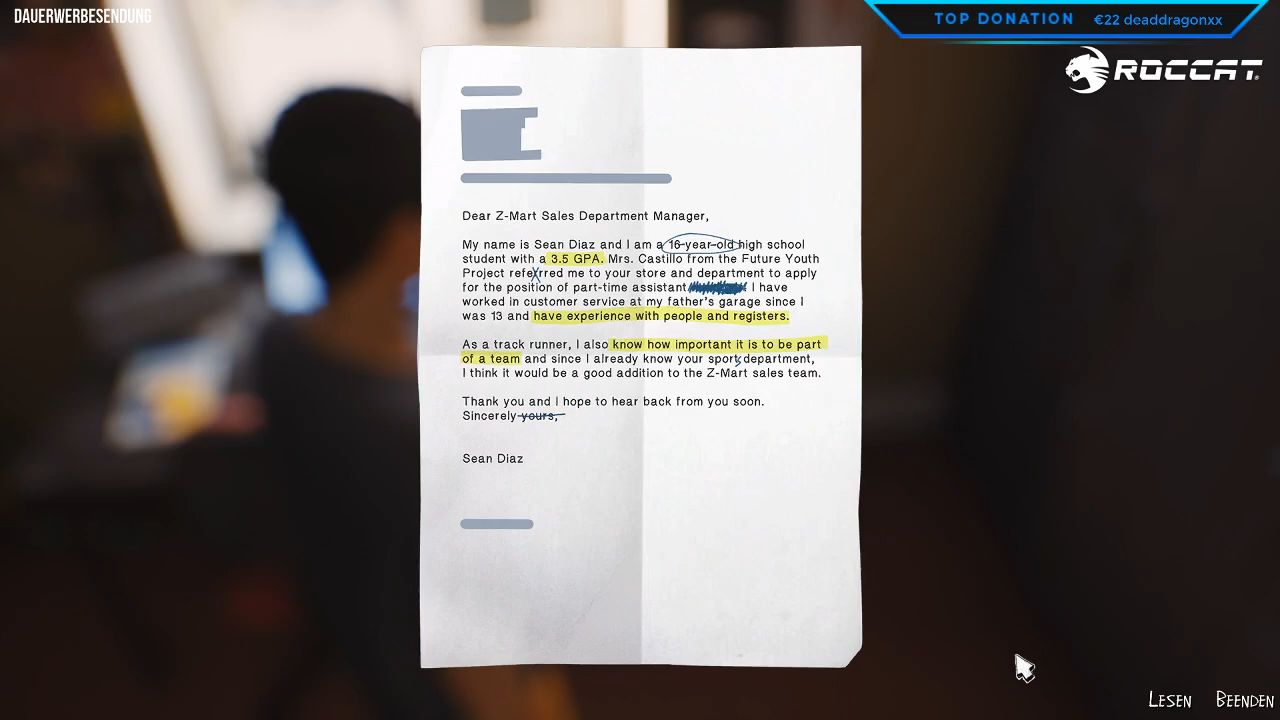 DAUERWERBESENDUNG
TOP DONATION €22 deaddragonxx
ROCCAT
Dear Z-Mart Sales Department Manager,
My name is Sean Diaz and I am a 16-year-old high school
student with a 3.5 GPA. Mrs. Castillo from the Future Youth
Project referred me to your store and department to apply
for the position of part-time assistant I have
worked in customer service at my father's garage since I
was 13 and have experience with people and registers.
As a track runner, I also know how important it is to be part
of a team and since I already know your sport department,
I think it would be a good addition to the Z-Mart sales team.
Thank you and I hope to hear back from you soon.
Sincerely yours,
Sean Diaz
LESEN BEENDEN